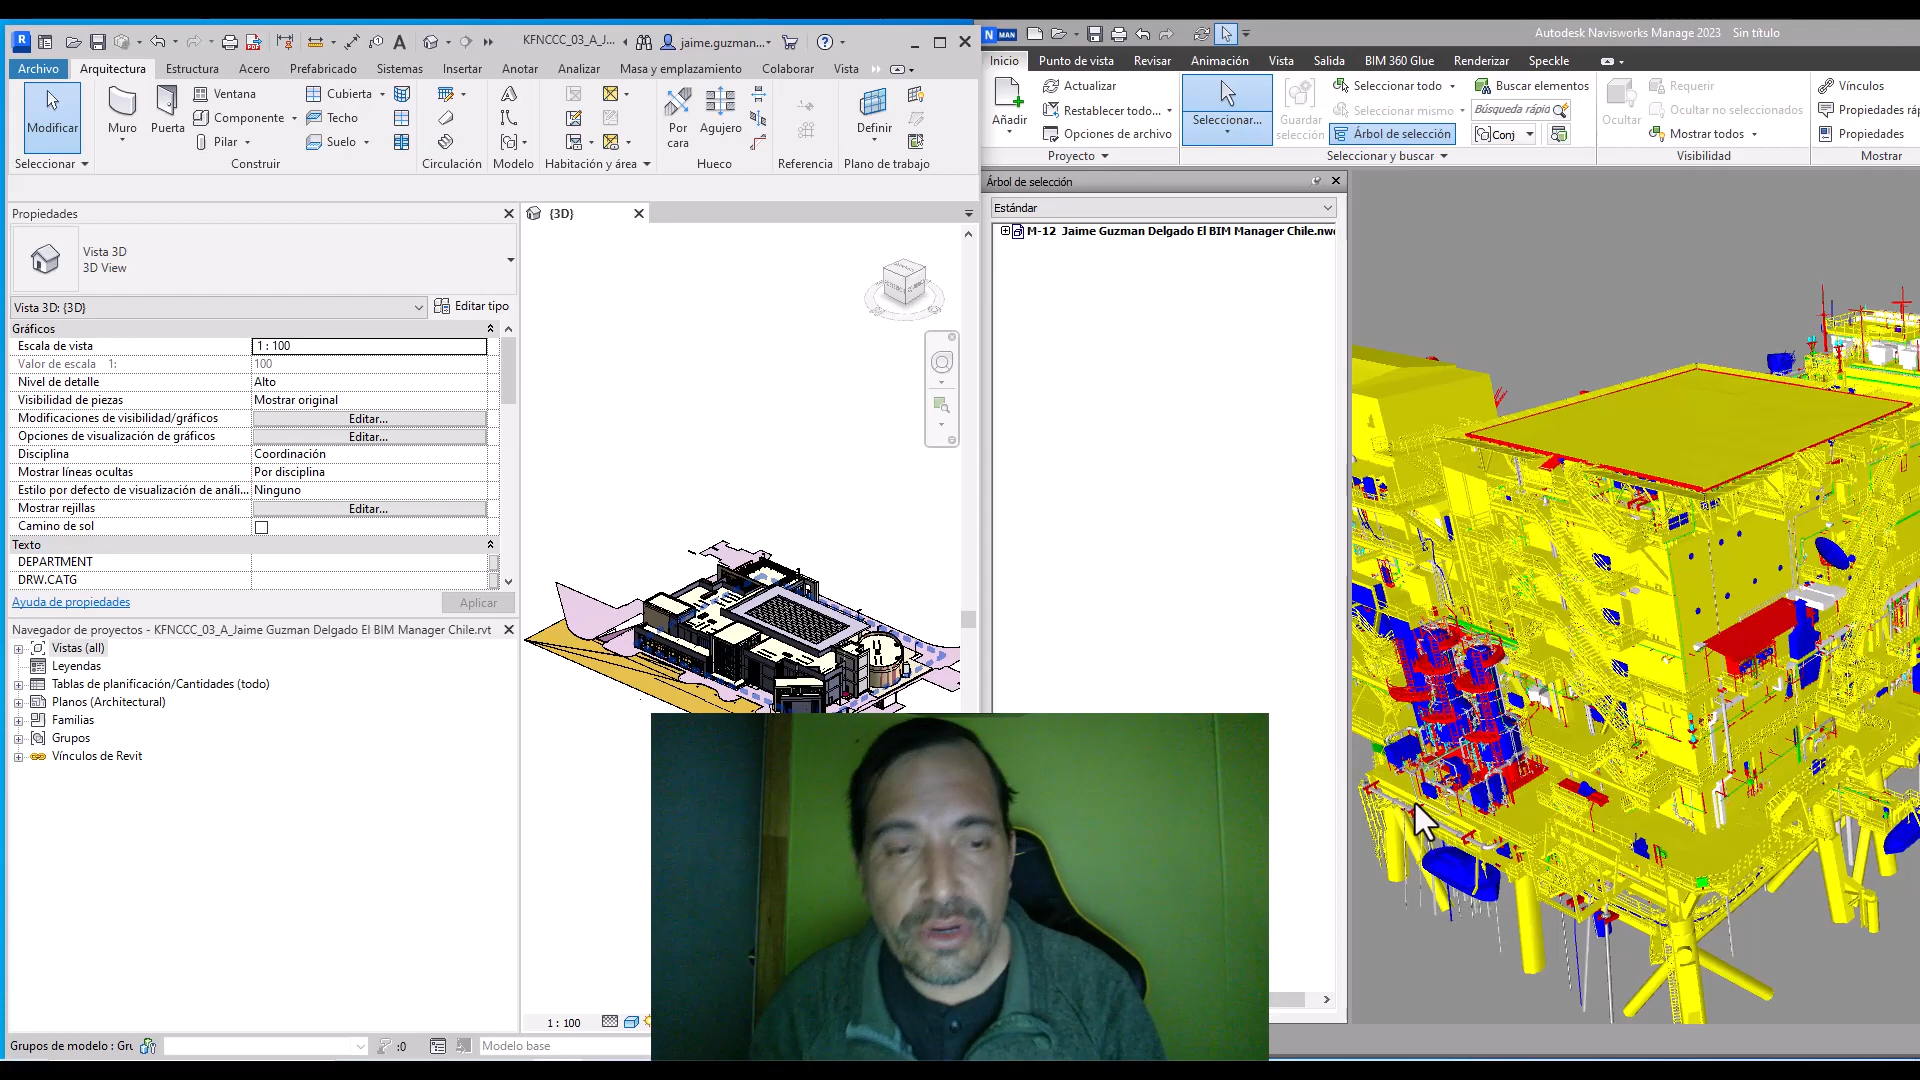 KFNCCC_03_A_J...
jaime.guzman...
Archivo Arquitectura Estructura Acero Prefabricado Sistemas Insertar Anotar Analizar Masa y emplazamiento Colaborar Vista
Modificar
Muro
Puerta
Ventana
Componente
Pilar
Cubierta
Techo
Suelo
Por
cara
Agujero
Definir
Seleccionar
Construir
Circulación
Modelo
Habitación y área
Hueco
Referencia
Plano de trabajo
Propiedades
Vista 3D
3D View
Vista 3D: {3D}
Editar tipo
Gráficos
Escala de vista 1 : 100
Valor de escala 1: 100
Nivel de detalle Alto
Visibilidad de piezas Mostrar original
Modificaciones de visibilidad/gráficos Editar...
Opciones de visualización de gráficos Editar...
Disciplina Coordinación
Mostrar líneas ocultas Por disciplina
Estilo por defecto de visualización de análi... Ninguno
Mostrar rejillas Editar...
Camino de sol
Texto
DEPARTMENT
DRW.CATG
Ayuda de propiedades
Aplicar
Navegador de proyectos - KFNCCC_03_A_Jaime Guzman Delgado El BIM Manager Chile.rvt
Vistas (all)
Leyendas
Tablas de planificación/Cantidades (todo)
Planos (Architectural)
Familias
Grupos
Vínculos de Revit
{3D}
1 : 100
Grupos de modelo : Gru
:0
Modelo base
MAN
Autodesk Navisworks Manage 2023 Sin título
Inicio Punto de vista Revisar Animación Vista Salida BIM 360 Glue Renderizar Speckle
Añadir
Actualizar
Restablecer todo...
Opciones de archivo
Proyecto
Seleccionar...
Guardar
selección
Seleccionar todo
Seleccionar mismo
Árbol de selección
Buscar elementos
Búsqueda rápid
Conj
Seleccionar y buscar
Ocultar
Requerir
Ocultar no seleccionados
Mostrar todos
Visibilidad
Vínculos
Propiedades ráp
Propiedades
Mostrar
Árbol de selección
Estándar
M-12 Jaime Guzman Delgado El BIM Manager Chile.nwc